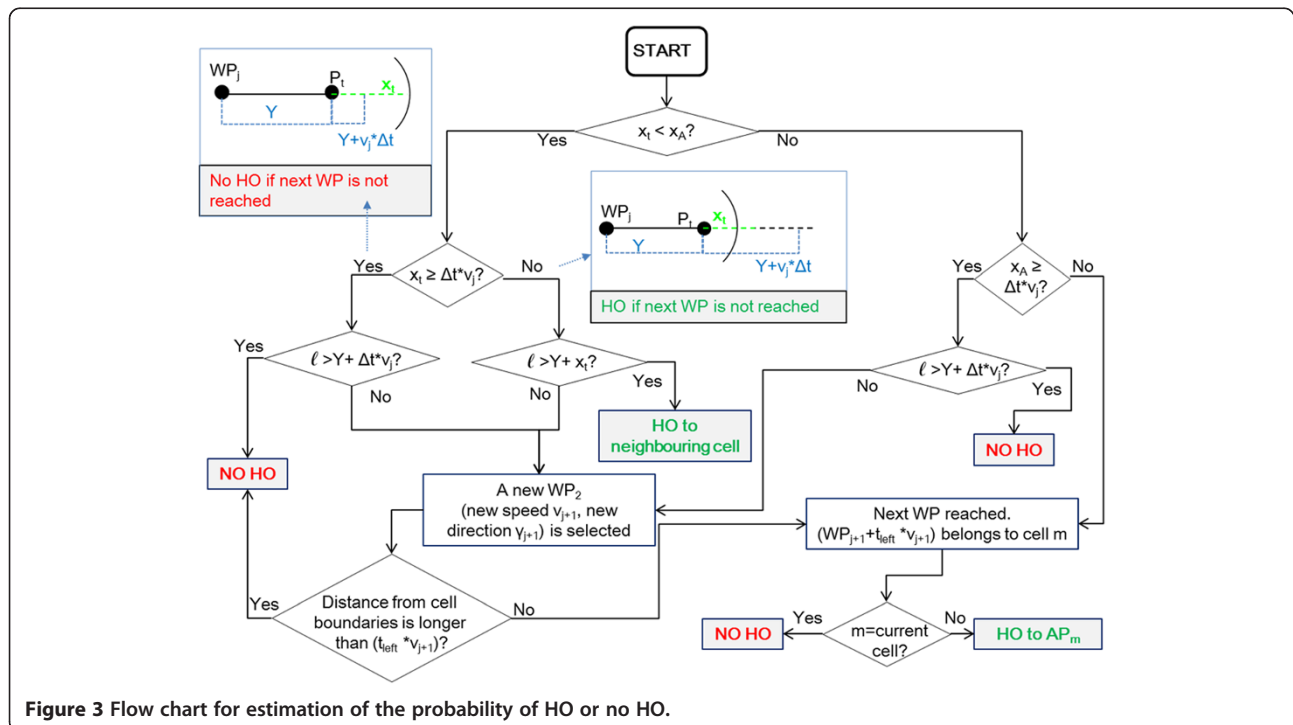 START
x_t < x_A?
Yes
No
WP_j
P_t
x_t
Y
Y+v_j*Δt
No HO if next WP is not
reached
WP_j
P_t
x_t
Y
Y+v_j*Δt
HO if next WP is not reached
x_t ≥ Δt*v_j?
Yes
No
x_A ≥
Δt*v_j?
Yes
No
ℓ >Y+ Δt*v_j?
Yes
No
ℓ >Y+ x_t?
No
Yes
ℓ >Y+ Δt*v_j?
No
Yes
HO to
neighbouring cell
NO HO
NO HO
A new WP_2
(new speed v_{j+1}, new
direction γ_{j+1}) is selected
Next WP reached.
(WP_{j+1}+t_left *v_{j+1}) belongs to cell m
Distance from cell
boundaries is longer
than (t_left *v_{j+1})?
Yes
No
m=current
cell?
Yes
No
NO HO
HO to AP_m
Figure 3 Flow chart for estimation of the probability of HO or no HO.